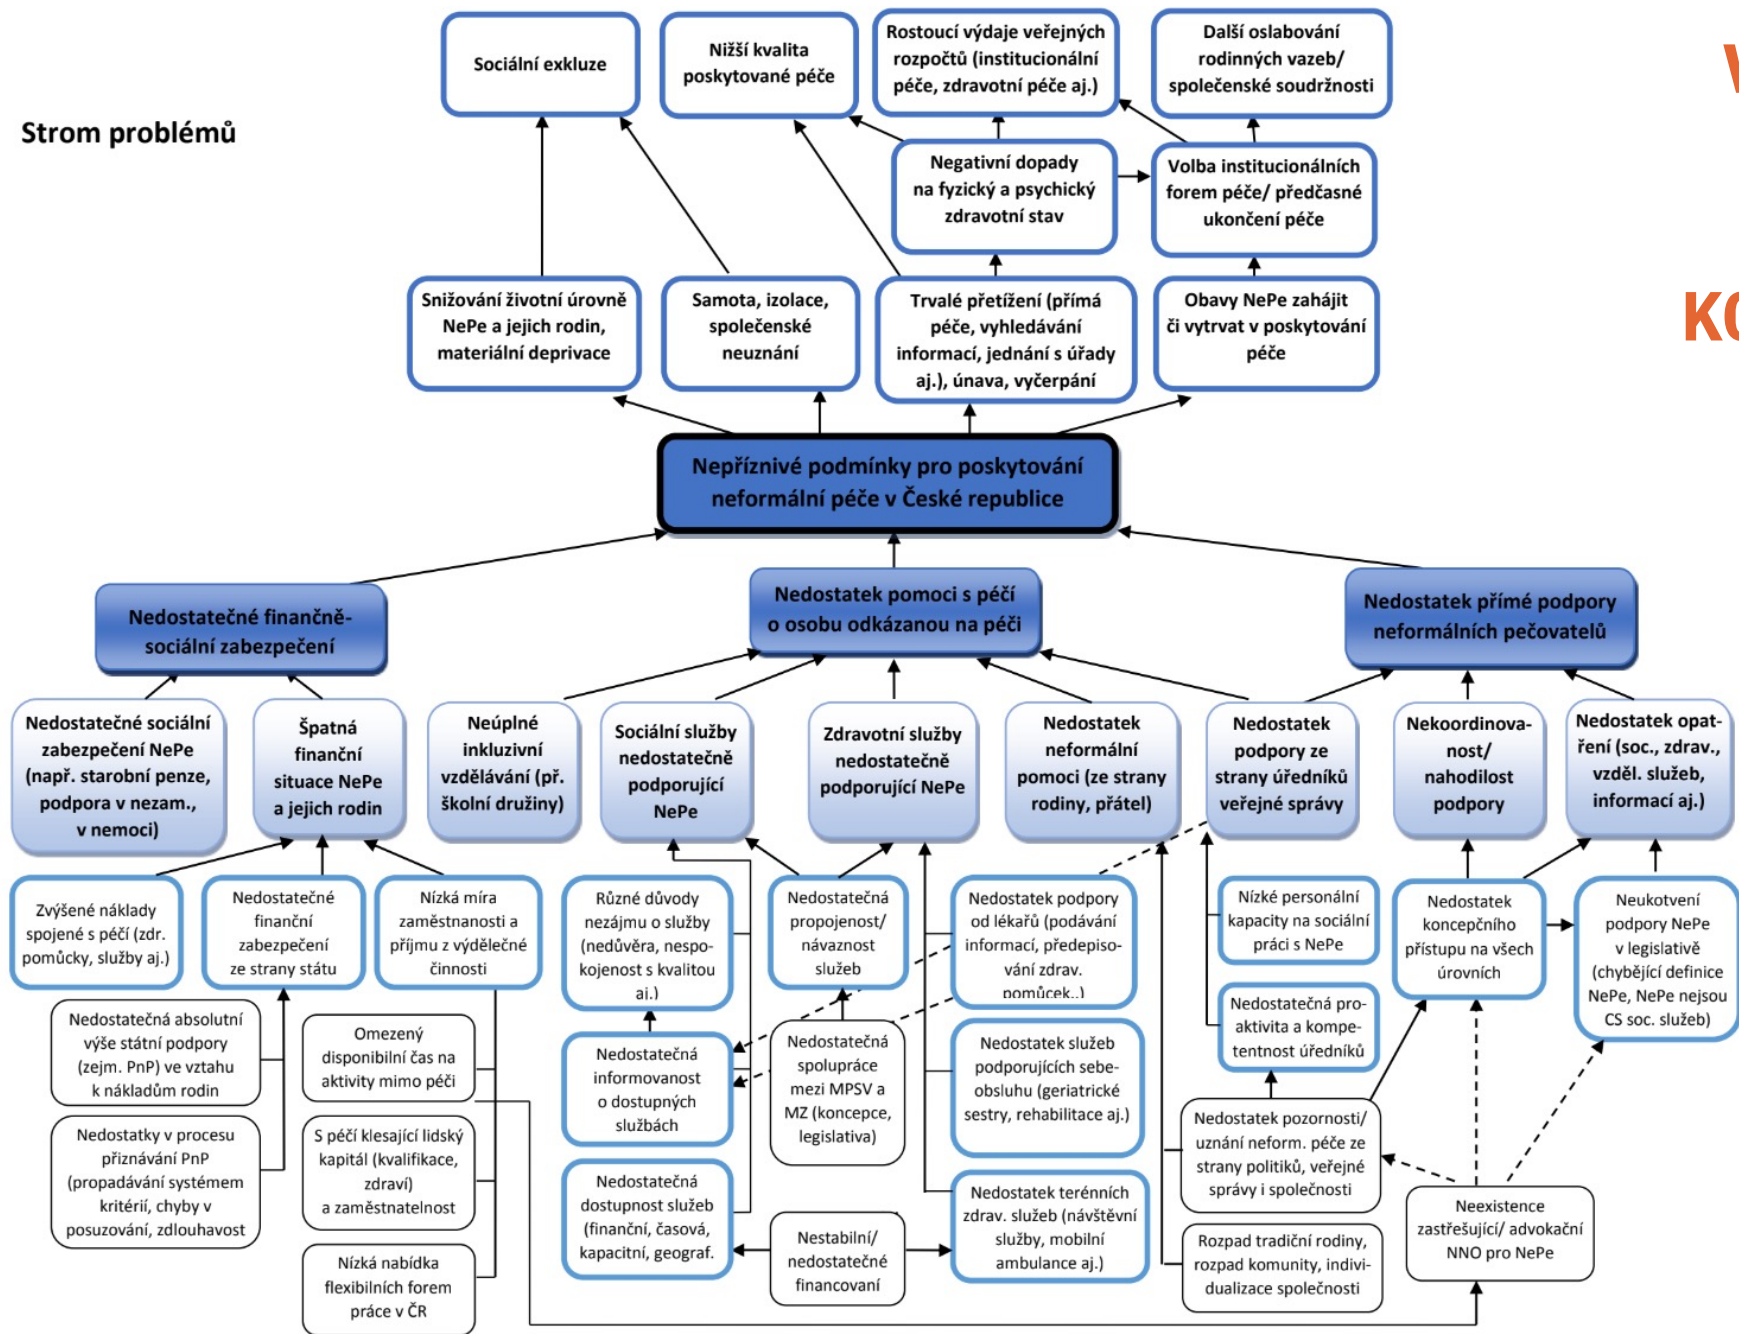 Sociální exkluze
Nižší kvalita
poskytované péče
Rostoucí výdaje veřejných
rozpočtů (institucionální
péče, zdravotní péče aj.)
Další oslabování
rodinných vazeb/
společenské soudržnosti
V
Strom problémů
Negativní dopady
na fyzický a psychický
zdravotní stav
Volba institucionálních
forem péče/ předčasné
ukončení péče
Snižování životní úrovně
NePe a jejich rodin,
materiální deprivace
Samota, izolace,
společenské
neuznání
Trvalé přetížení (přímá
péče, vyhledávání
informací, jednání s úřady
aj.), únava, vyčerpání
Obavy NePe zahájit
či vytrvat v poskytování
péče
KO
Nepříznivé podmínky pro poskytování
neformální péče v České republice
Nedostatečné finančně-
sociální zabezpečení
Nedostatek pomoci s péčí
o osobu odkázanou na péči
Nedostatek přímé podpory
neformálních pečovatelů
Nedostatečné sociální
zabezpečení NePe
(např. starobní penze,
podpora v nezam.,
v nemoci)
Špatná
finanční
situace NePe
a jejich rodin
Neúplné
inkluzivní
vzdělávání (př.
školní družiny)
Sociální služby
nedostatečně
podporující
NePe
Zdravotní služby
nedostatečně
podporující NePe
Nedostatek
neformální
pomoci (ze strany
rodiny, přátel)
Nedostatek
podpory ze
strany úředníků
veřejné správy
Nekoordinova-
nost/
nahodilost
podpory
Nedostatek opat-
ření (soc., zdrav.,
vzděl. služeb,
informací aj.)
Zvýšené náklady
spojené s péčí (zdr.
pomůcky, služby aj.)
Nedostatečné
finanční
zabezpečení
ze strany státu
Nízká míra
zaměstnanosti a
příjmu z výdělečné
činnosti
Různé důvody
nezájmu o služby
(nedůvěra, nespo-
kojenost s kvalitou
aj.)
Nedostatečná
propojenost/
návaznost
služeb
Nedostatek podpory
od lékařů (podávání
informací, předepiso-
vání zdrav.
pomůcek..)
Nízké personální
kapacity na sociální
práci s NePe
Nedostatek
koncepčního
přístupu na všech
úrovních
Neukotvení
podpory NePe
v legislativě
(chybějící definice
NePe, NePe nejsou
CS soc. služeb)
Nedostatečná absolutní
výše státní podpory
(zejm. PnP) ve vztahu
k nákladům rodin
Omezený
disponibilní čas na
aktivity mimo péči
Nedostatečná
informovanost
o dostupných
službách
Nedostatečná
spolupráce
mezi MPSV a
MZ (koncepce,
legislativa)
Nedostatek služeb
podporujících sebe-
obsluhu (geriatrické
sestry, rehabilitace aj.)
Nedostatečná pro-
aktivita a kompe-
tentnost úředníků
Nedostatky v procesu
přiznávání PnP
(propadávání systémem
kritérií, chyby v
posuzování, zdlouhavost
S péčí klesající lidský
kapitál (kvalifikace,
zdraví)
a zaměstnatelnost
Nedostatek pozornosti/
uznání neform. péče ze
strany politiků, veřejné
správy i společnosti
Nedostatečná
dostupnost služeb
(finanční, časová,
kapacitní, geograf.
Nestabilní/
nedostatečné
financovaní
Nedostatek terénních
zdrav. služeb (návštěvní
služby, mobilní
ambulance aj.)
Neexistence
zastřešující/ advokační
NNO pro NePe
Nízká nabídka
flexibilních forem
práce v ČR
Rozpad tradiční rodiny,
rozpad komunity, indivi-
dualizace společnosti